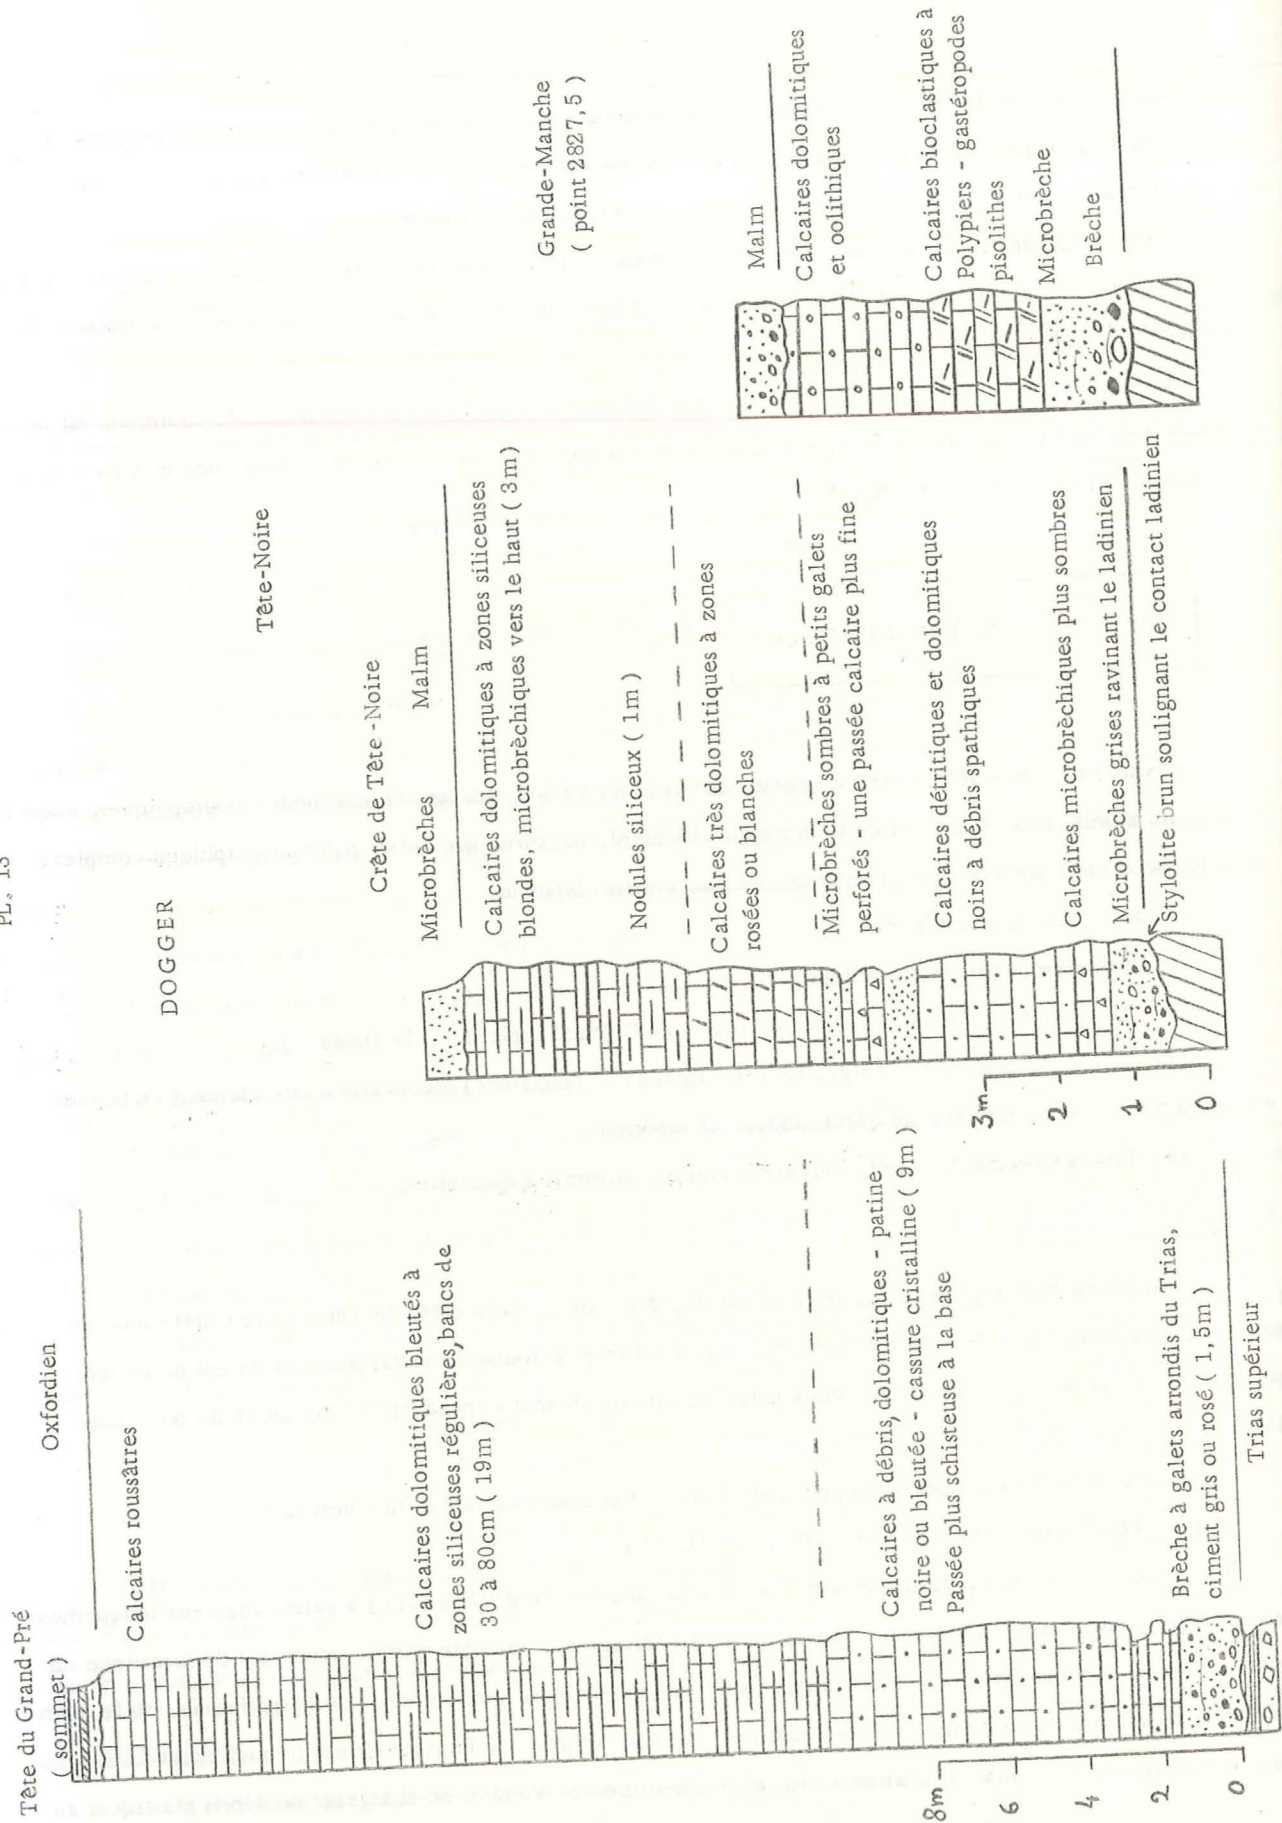 PL. 13
DOGGER
Tête du Grand-Pré
( sommet )
Oxfordien
Calcaires roussâtres
Calcaires dolomitiques bleutés à
zones siliceuses régulières, bancs de
30 à 80cm ( 19m )
Calcaires à débris, dolomitiques - patine
noire ou bleutée - cassure cristalline ( 9m )
Passée plus schisteuse à la base
Brèche à galets arrondis du Trias,
ciment gris ou rosé ( 1,5m )
Trias supérieur
8m
6
4
2
0
Crête de Tête -Noire
Tête-Noire
Microbrèches Malm
Calcaires dolomitiques à zones siliceuses
blondes, microbrèchiques vers le haut ( 3m )
Nodules siliceux ( 1m )
Calcaires très dolomitiques à zones
rosées ou blanches
Microbrèches sombres à petits galets
perforés - une passée calcaire plus fine
Calcaires détritiques et dolomitiques
noirs à débris spathiques
Calcaires microbrèchiques plus sombres
Microbrèches grises ravinant le ladinien
Stylolite brun soulignant le contact ladinien
3m
2
1
0
Grande-Manche
( point 2827,5 )
Malm
Calcaires dolomitiques
et oolithiques
Calcaires bioclastiques à
Polypiers - gastéropodes
pisolithes
Microbrèche
Brèche